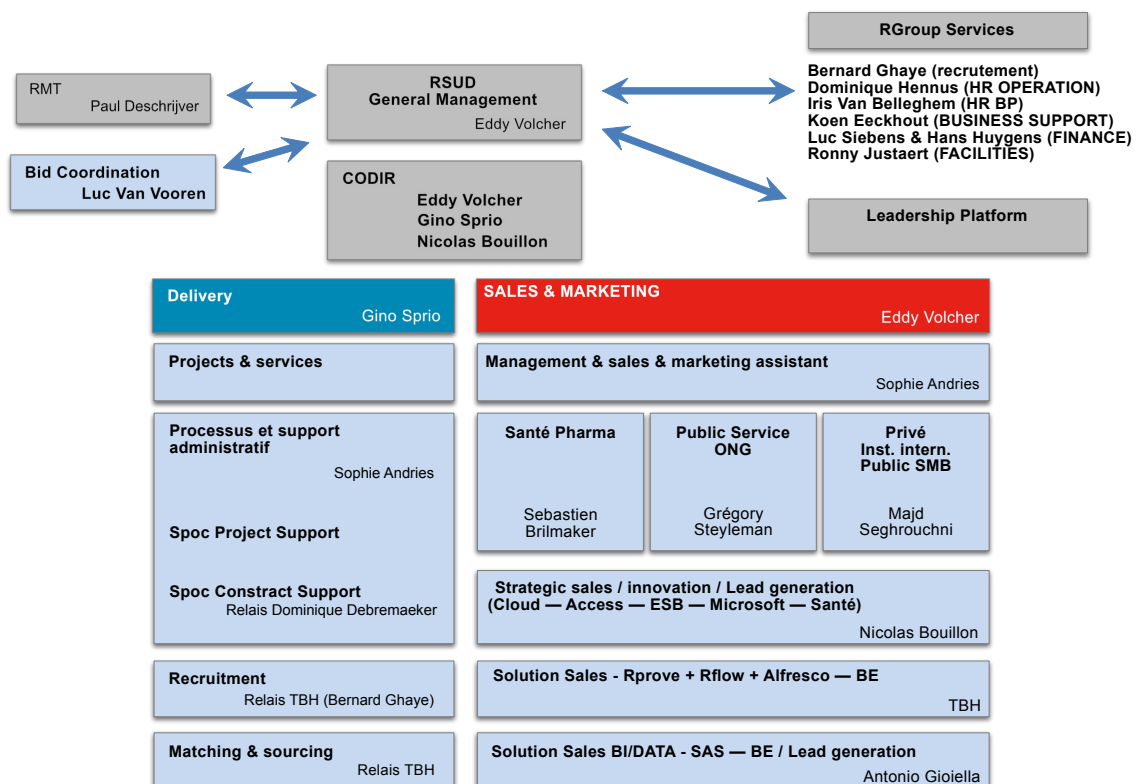 RGroup Services
Bernard Ghaye (recrutement)
Dominique Hennus (HR OPERATION)
Iris Van Belleghem (HR BP)
Koen Eeckhout (BUSINESS SUPPORT)
Luc Siebens & Hans Huygens (FINANCE)
Ronny Justaert (FACILITIES)
RMT
Paul Deschrijver
RSUD
General Management
Eddy Volcher
Bid Coordination
Luc Van Vooren
CODIR
Eddy Volcher
Gino Sprio
Nicolas Bouillon
Leadership Platform
Delivery
Gino Sprio
SALES & MARKETING
Eddy Volcher
Projects & services
Management & sales & marketing assistant
Sophie Andries
Processus et support
administratif
Sophie Andries
Spoc Project Support
Spoc Constract Support
Relais Dominique Debremaeker
Santé Pharma
Sebastien
Brilmaker
Public Service
ONG
Grégory
Steyleman
Privé
Inst. intern.
Public SMB
Majd
Seghrouchni
Strategic sales / innovation / Lead generation
(Cloud — Access — ESB — Microsoft — Santé)
Nicolas Bouillon
Recruitment
Relais TBH (Bernard Ghaye)
Solution Sales - Rprove + Rflow + Alfresco — BE
TBH
Matching & sourcing
Relais TBH
Solution Sales BI/DATA - SAS — BE / Lead generation
Antonio Gioiella